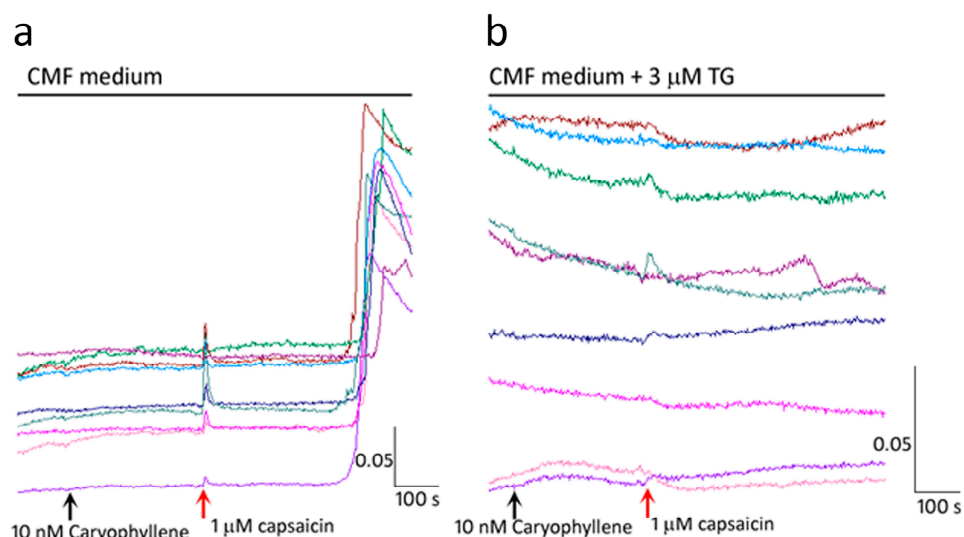 a
CMF medium
0.05
100 s
10 nM Caryophyllene
1 μM capsaicin
b
CMF medium + 3 μM TG
0.05
100 s
10 nM Caryophyllene
1 μM capsaicin